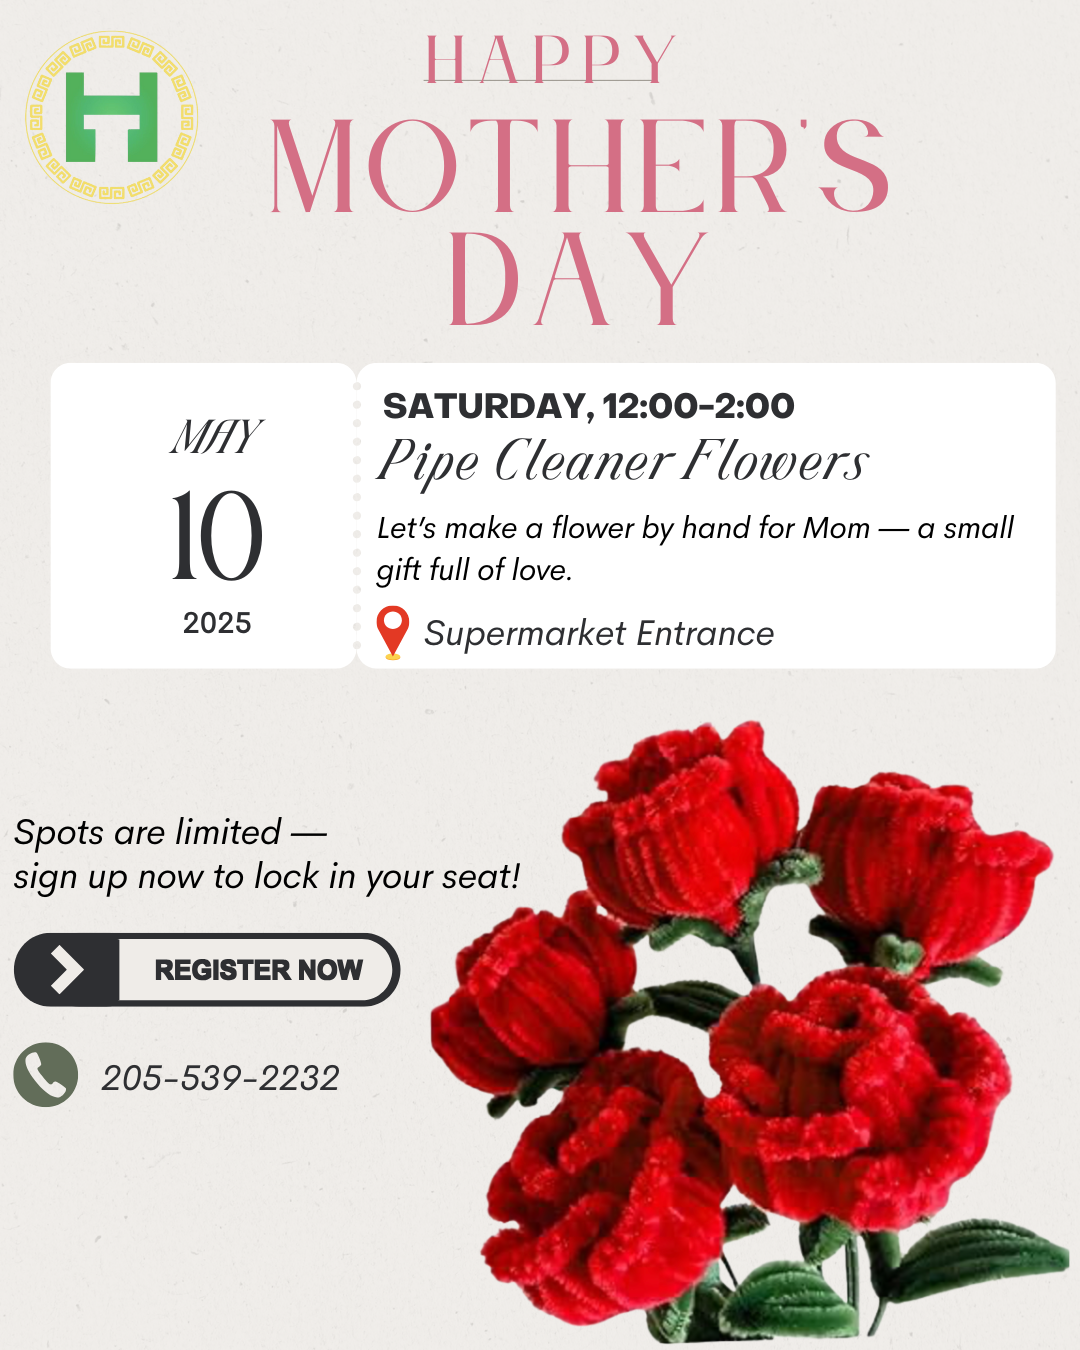 HAPPY
MOTHER'S
DAY
MAY
10
2025
SATURDAY, 12:00-2:00
Pipe Cleaner Flowers
Let's make a flower by hand for Mom — a small
gift full of love.
Supermarket Entrance
Spots are limited —
sign up now to lock in your seat!
REGISTER NOW
205-539-2232